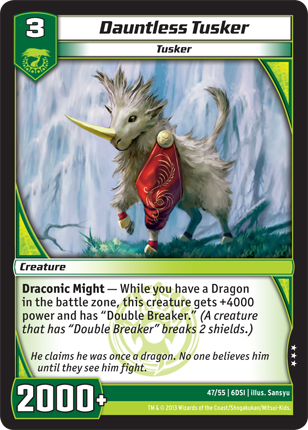 3
Dauntless Tusker
Tusker
Creature
Draconic Might — While you have a Dragon
in the battle zone, this creature gets +4000
power and has "Double Breaker." (A creature
that has "Double Breaker" breaks 2 shields.)
He claims he was once a dragon. No one believes him
until they see him fight.
2000+
47/55 | 6DSI | illus. Sansyu
TM & © 2013 Wizards of the Coast/Shogakukan/Mitsui-Kids